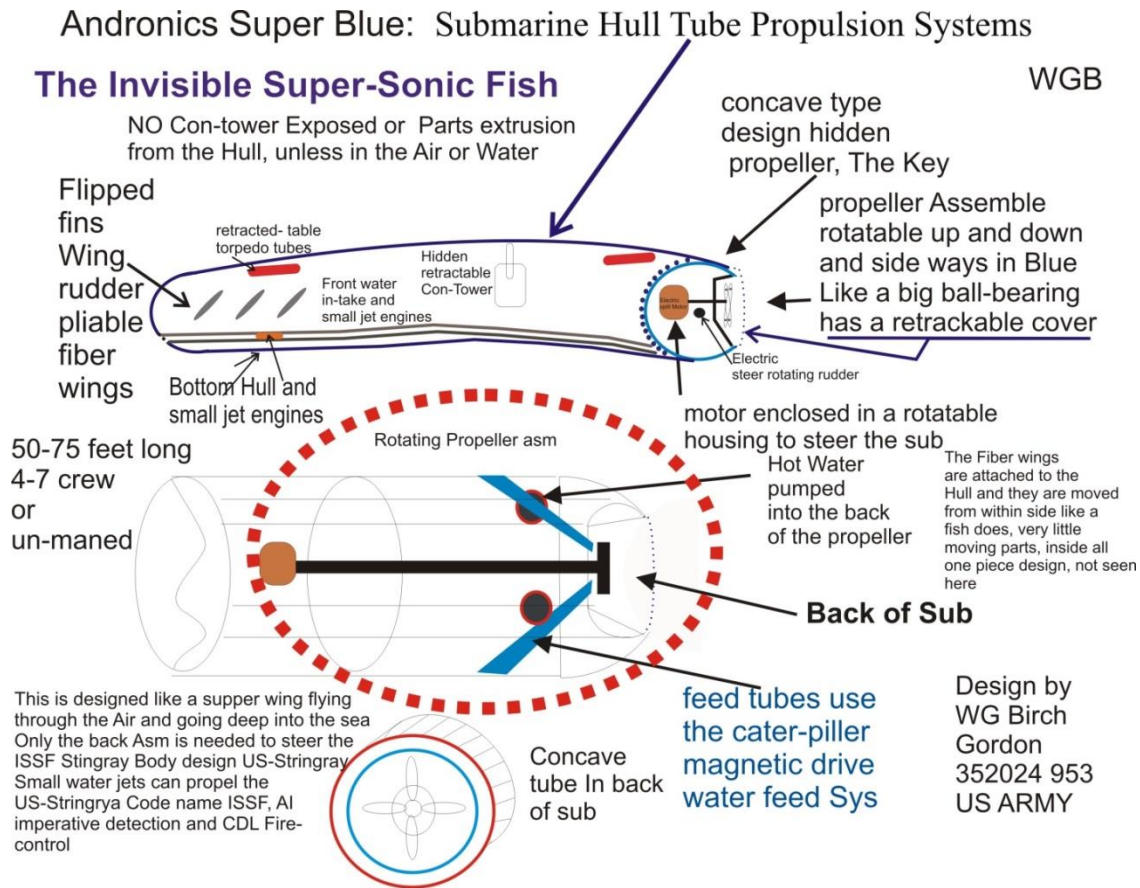 Andronics Super Blue: Submarine Hull Tube Propulsion Systems
The Invisible Super-Sonic Fish
WGB
NO Con-tower Exposed or Parts extrusion
from the Hull, unless in the Air or Water
concave type
design hidden
propeller, The Key
Flipped
fins
Wing
rudder
pliable
fiber
wings
retracted- table
torpedo tubes
Front water
in-take and
small jet engines
Hidden
retractable
Con-Tower
propeller Assemble
rotatable up and down
and side ways in Blue
Like a big ball-bearing
has a retrackable cover
Electric
steer rotating rudder
Bottom Hull and
small jet engines
motor enclosed in a rotatable
housing to steer the sub
50-75 feet long
4-7 crew
or
un-maned
Rotating Propeller asm
Hot Water
pumped
into the back
of the propeller
The Fiber wings
are attached to the
Hull and they are moved
from within side like a
fish does, very little
moving parts, inside all
one piece design, not seen
here
Back of Sub
This is designed like a supper wing flying
through the Air and going deep into the sea
Only the back Asm is needed to steer the
ISSF Stingray Body design US-Stringray
Small water jets can propel the
US-Stringrya Code name ISSF, AI
imperative detection and CDL Fire-
control
Concave
tube In back
of sub
feed tubes use
the cater-piller
magnetic drive
water feed Sys
Design by
WG Birch
Gordon
352024 953
US ARMY